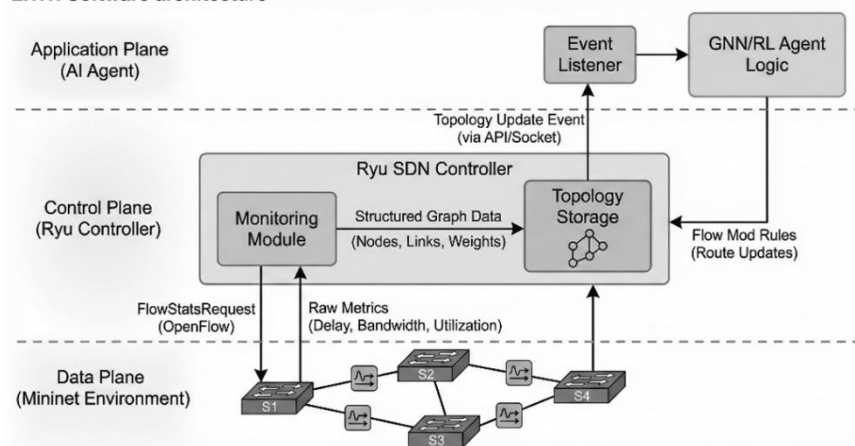 Application Plane
(AI Agent)
Event
Listener
GNN/RL Agent
Logic
Topology Update Event
(via API/Socket)
Ryu SDN Controller
Control Plane
(Ryu Controller)
Monitoring
Module
Structured Graph Data
(Nodes, Links, Weights)
Topology
Storage
Flow Mod Rules
(Route Updates)
FlowStatsRequest
(OpenFlow)
Raw Metrics
(Delay, Bandwidth, Utilization)
Data Plane
(Mininet Environment)
S1
S2
S3
S4